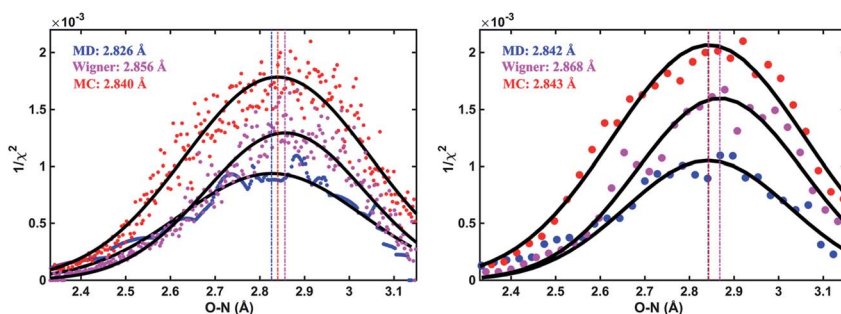 ×10⁻³
MD: 2.826 Å
Wigner: 2.856 Å
MC: 2.840 Å
2
1.5
1
0.5
0
1/χ²
2.4 2.5 2.6 2.7 2.8 2.9 3 3.1
O-N (Å)
×10⁻³
MD: 2.842 Å
Wigner: 2.868 Å
MC: 2.843 Å
2
1.5
1
0.5
0
1/χ²
2.4 2.5 2.6 2.7 2.8 2.9 3 3.1
O-N (Å)